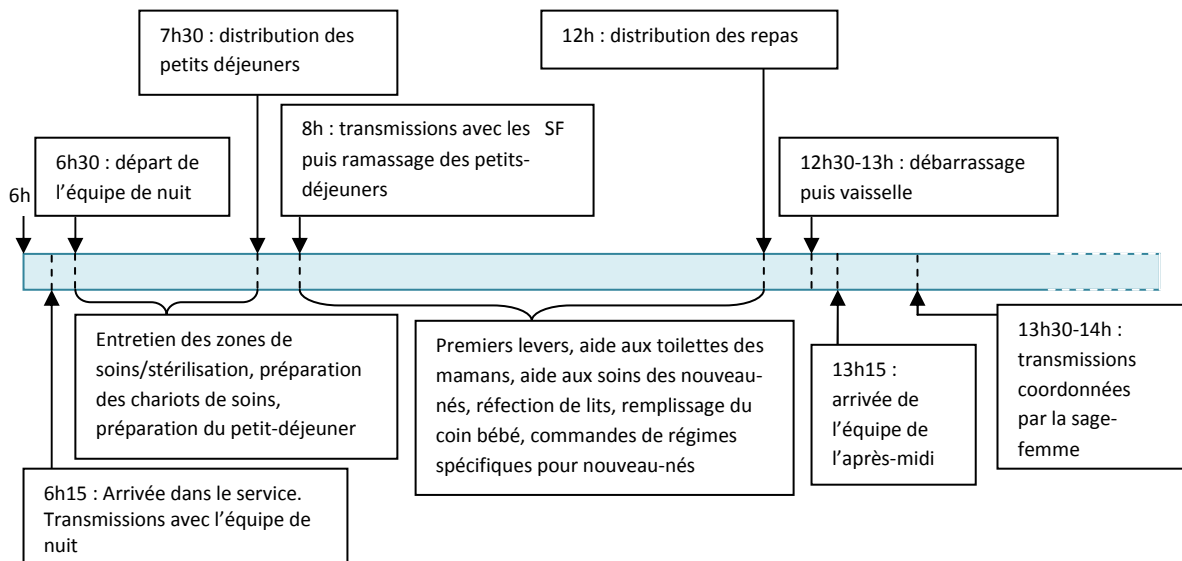 7h30 : distribution des
petits déjeuners
12h : distribution des repas
6h
6h30 : départ de
l’équipe de nuit
8h : transmissions avec les SF
puis ramassage des petits-
déjeuners
12h30-13h : débarrassage
puis vaisselle
Entretien des zones de
soins/stérilisation, préparation
des chariots de soins,
préparation du petit-déjeuner
Premiers levers, aide aux toilettes des
mamans, aide aux soins des nouveau-
nés, réfection de lits, remplissage du
coin bébé, commandes de régimes
spécifiques pour nouveau-nés
13h15 :
arrivée de
l’équipe de
l’après-midi
13h30-14h :
transmissions
coordonnées
par la sage-
femme
6h15 : Arrivée dans le service.
Transmissions avec l’équipe de
nuit